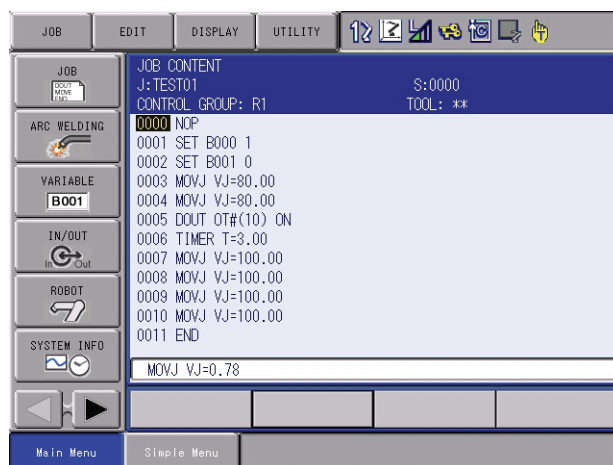 JOB EDIT DISPLAY UTILITY
JOB
DOUT
MOVE
END
ARC WELDING
VARIABLE
B001
IN/OUT
In Out
ROBOT
SYSTEM INFO
JOB CONTENT
J:TEST01 S:0000
CONTROL GROUP: R1 TOOL: **
0000 NOP
0001 SET B000 1
0002 SET B001 0
0003 MOVJ VJ=80.00
0004 MOVJ VJ=80.00
0005 DOUT OT#(10) ON
0006 TIMER T=3.00
0007 MOVJ VJ=100.00
0008 MOVJ VJ=100.00
0009 MOVJ VJ=100.00
0010 MOVJ VJ=100.00
0011 END
MOVJ VJ=0.78
Main Menu Simple Menu